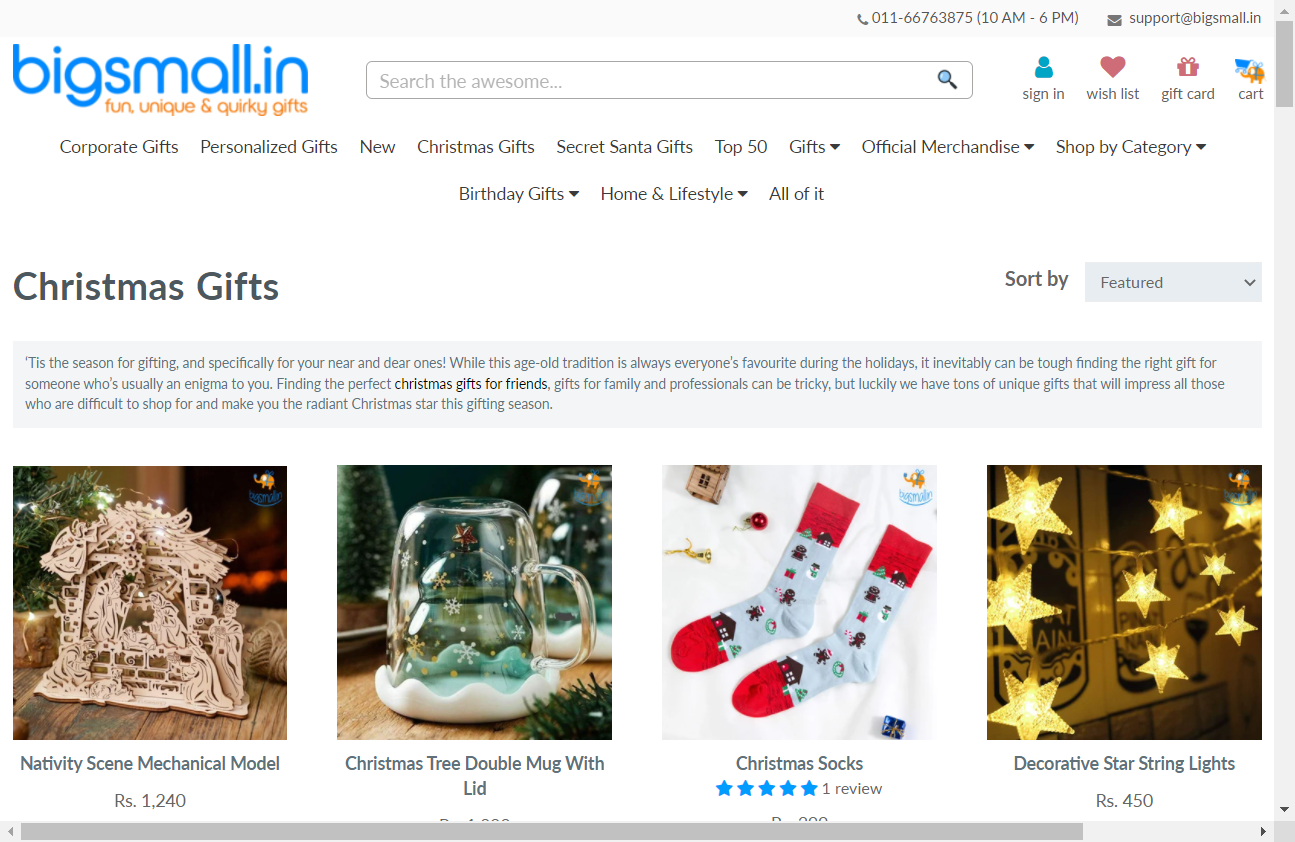 011-66763875 (10 AM - 6 PM) support@bigsmall.in
bigsmall.in
fun, unique & quirky gifts
Search the awesome...
sign in wish list gift card cart
Corporate Gifts Personalized Gifts New Christmas Gifts Secret Santa Gifts Top 50 Gifts Official Merchandise Shop by Category
Birthday Gifts Home & Lifestyle All of it
Christmas Gifts
Sort by Featured
‘Tis the season for gifting, and specifically for your near and dear ones! While this age-old tradition is always everyone’s favourite during the holidays, it inevitably can be tough finding the right gift for
someone who’s usually an enigma to you. Finding the perfect christmas gifts for friends, gifts for family and professionals can be tricky, but luckily we have tons of unique gifts that will impress all those
who are difficult to shop for and make you the radiant Christmas star this gifting season.
bigsmall.in bigsmall.in bigsmall.in bigsmall.in
Nativity Scene Mechanical Model
Rs. 1,240
Christmas Tree Double Mug With
Lid
Christmas Socks
1 review
Decorative Star String Lights
Rs. 450